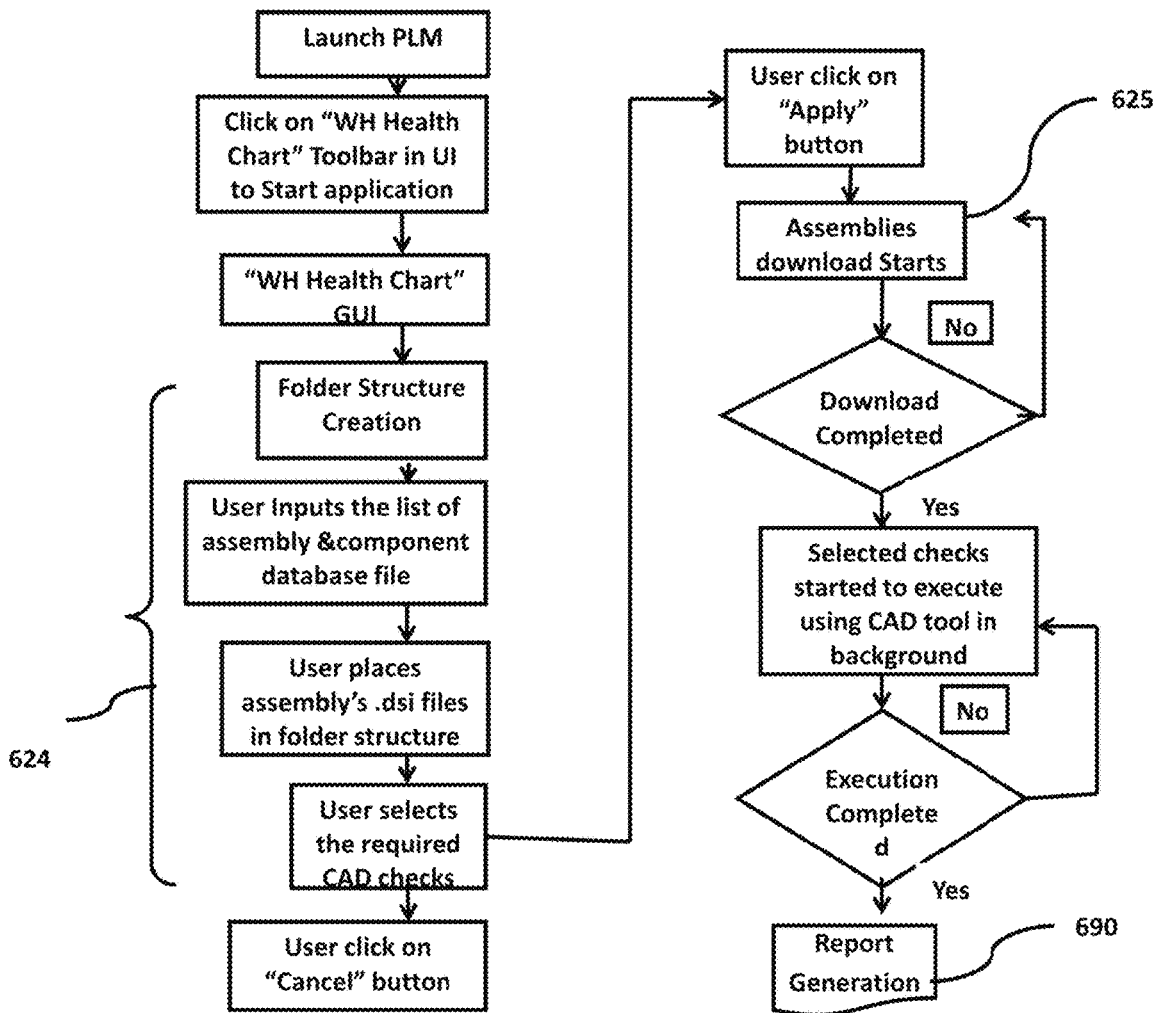 Launch PLM
Click on “WH Health
Chart” Toolbar in UI
to Start application
“WH Health Chart“
GUI
Folder Structure
Creation
User Inputs the list of
assembly &component
database file
User places
assembly’s .dsi files
in folder structure
User selects
the required
CAD checks
User click on
“Cancel” button
624
User click on
“Apply”
button
625
Assemblies
download Starts
No
Download
Completed
Yes
Selected checks
started to execute
using CAD tool in
background
No
Execution
Complete
d
Yes
Report
Generation
690